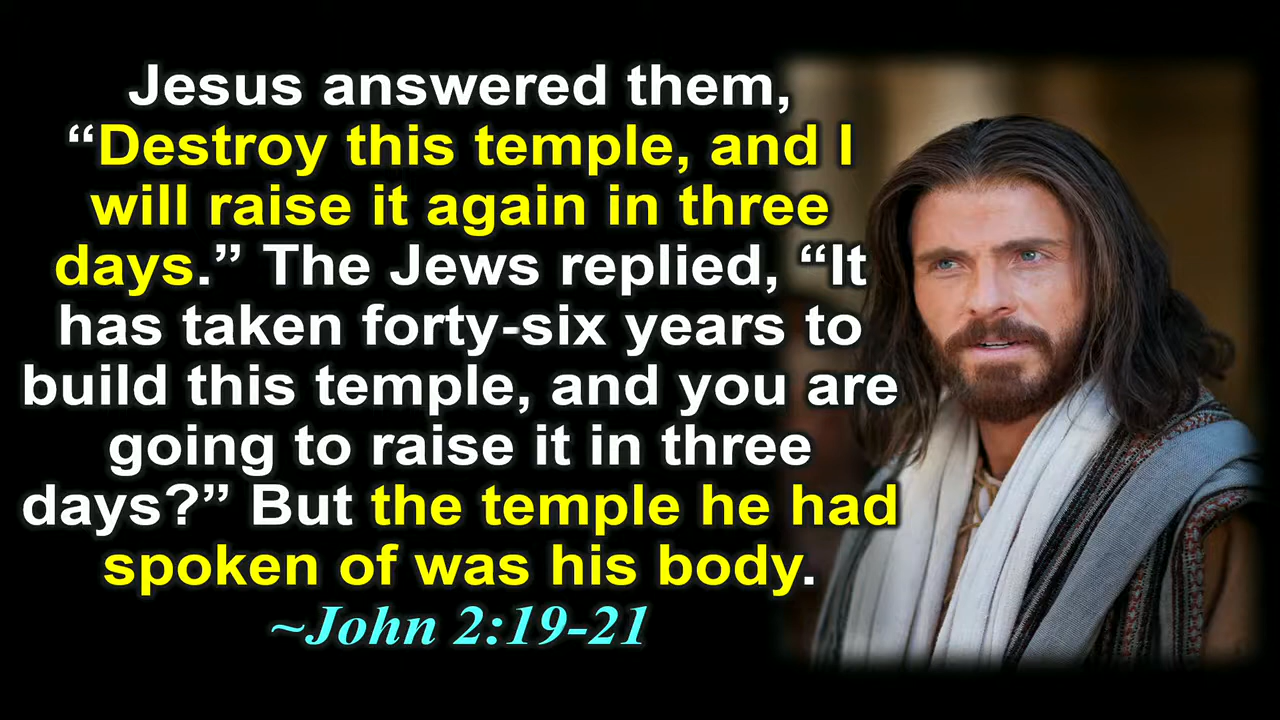 Jesus answered them,
“Destroy this temple, and I
will raise it again in three
days.” The Jews replied, “It
has taken forty-six years to
build this temple, and you are
going to raise it in three
days?” But the temple he had
spoken of was his body.
~John 2:19-21